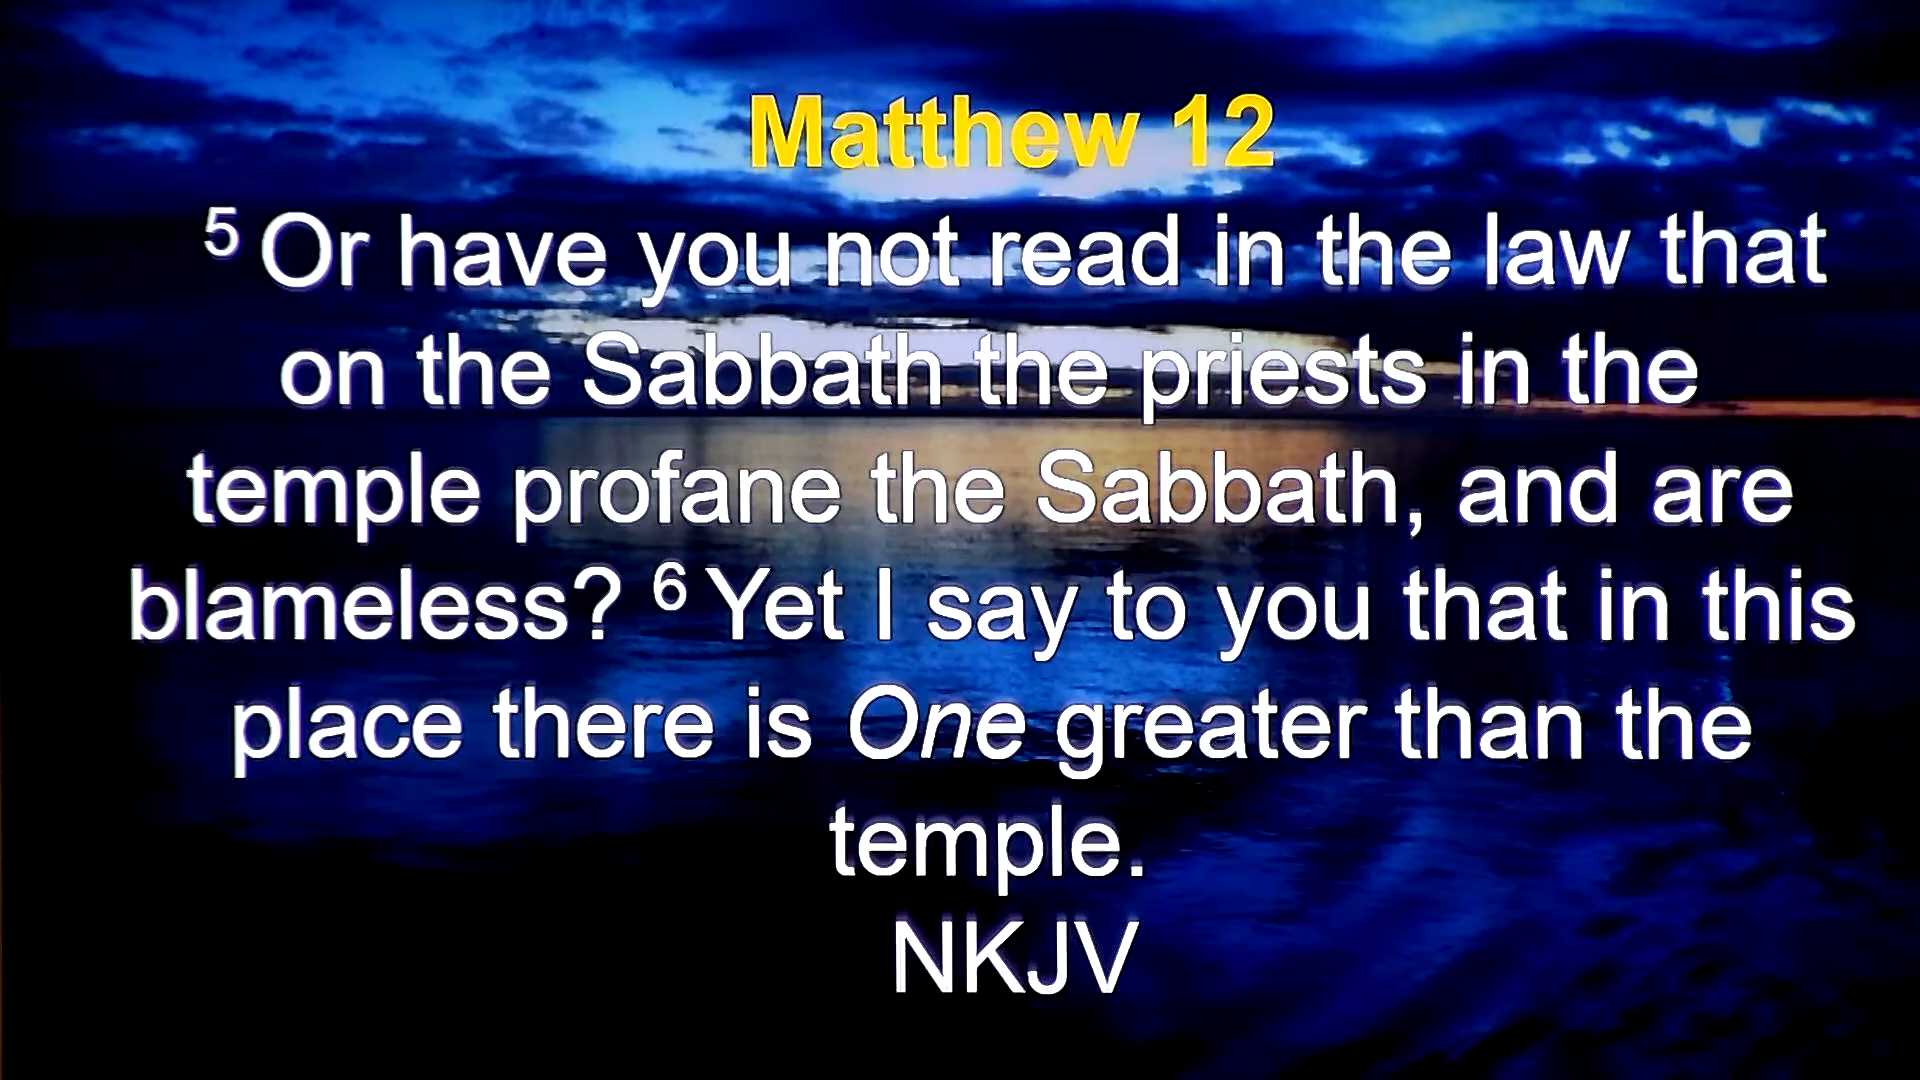 Matthew 12
5 Or have you not read in the law that
on the Sabbath the priests in the
temple profane the Sabbath, and are
blameless? 6 Yet I say to you that in this
place there is One greater than the
temple.
NKJV